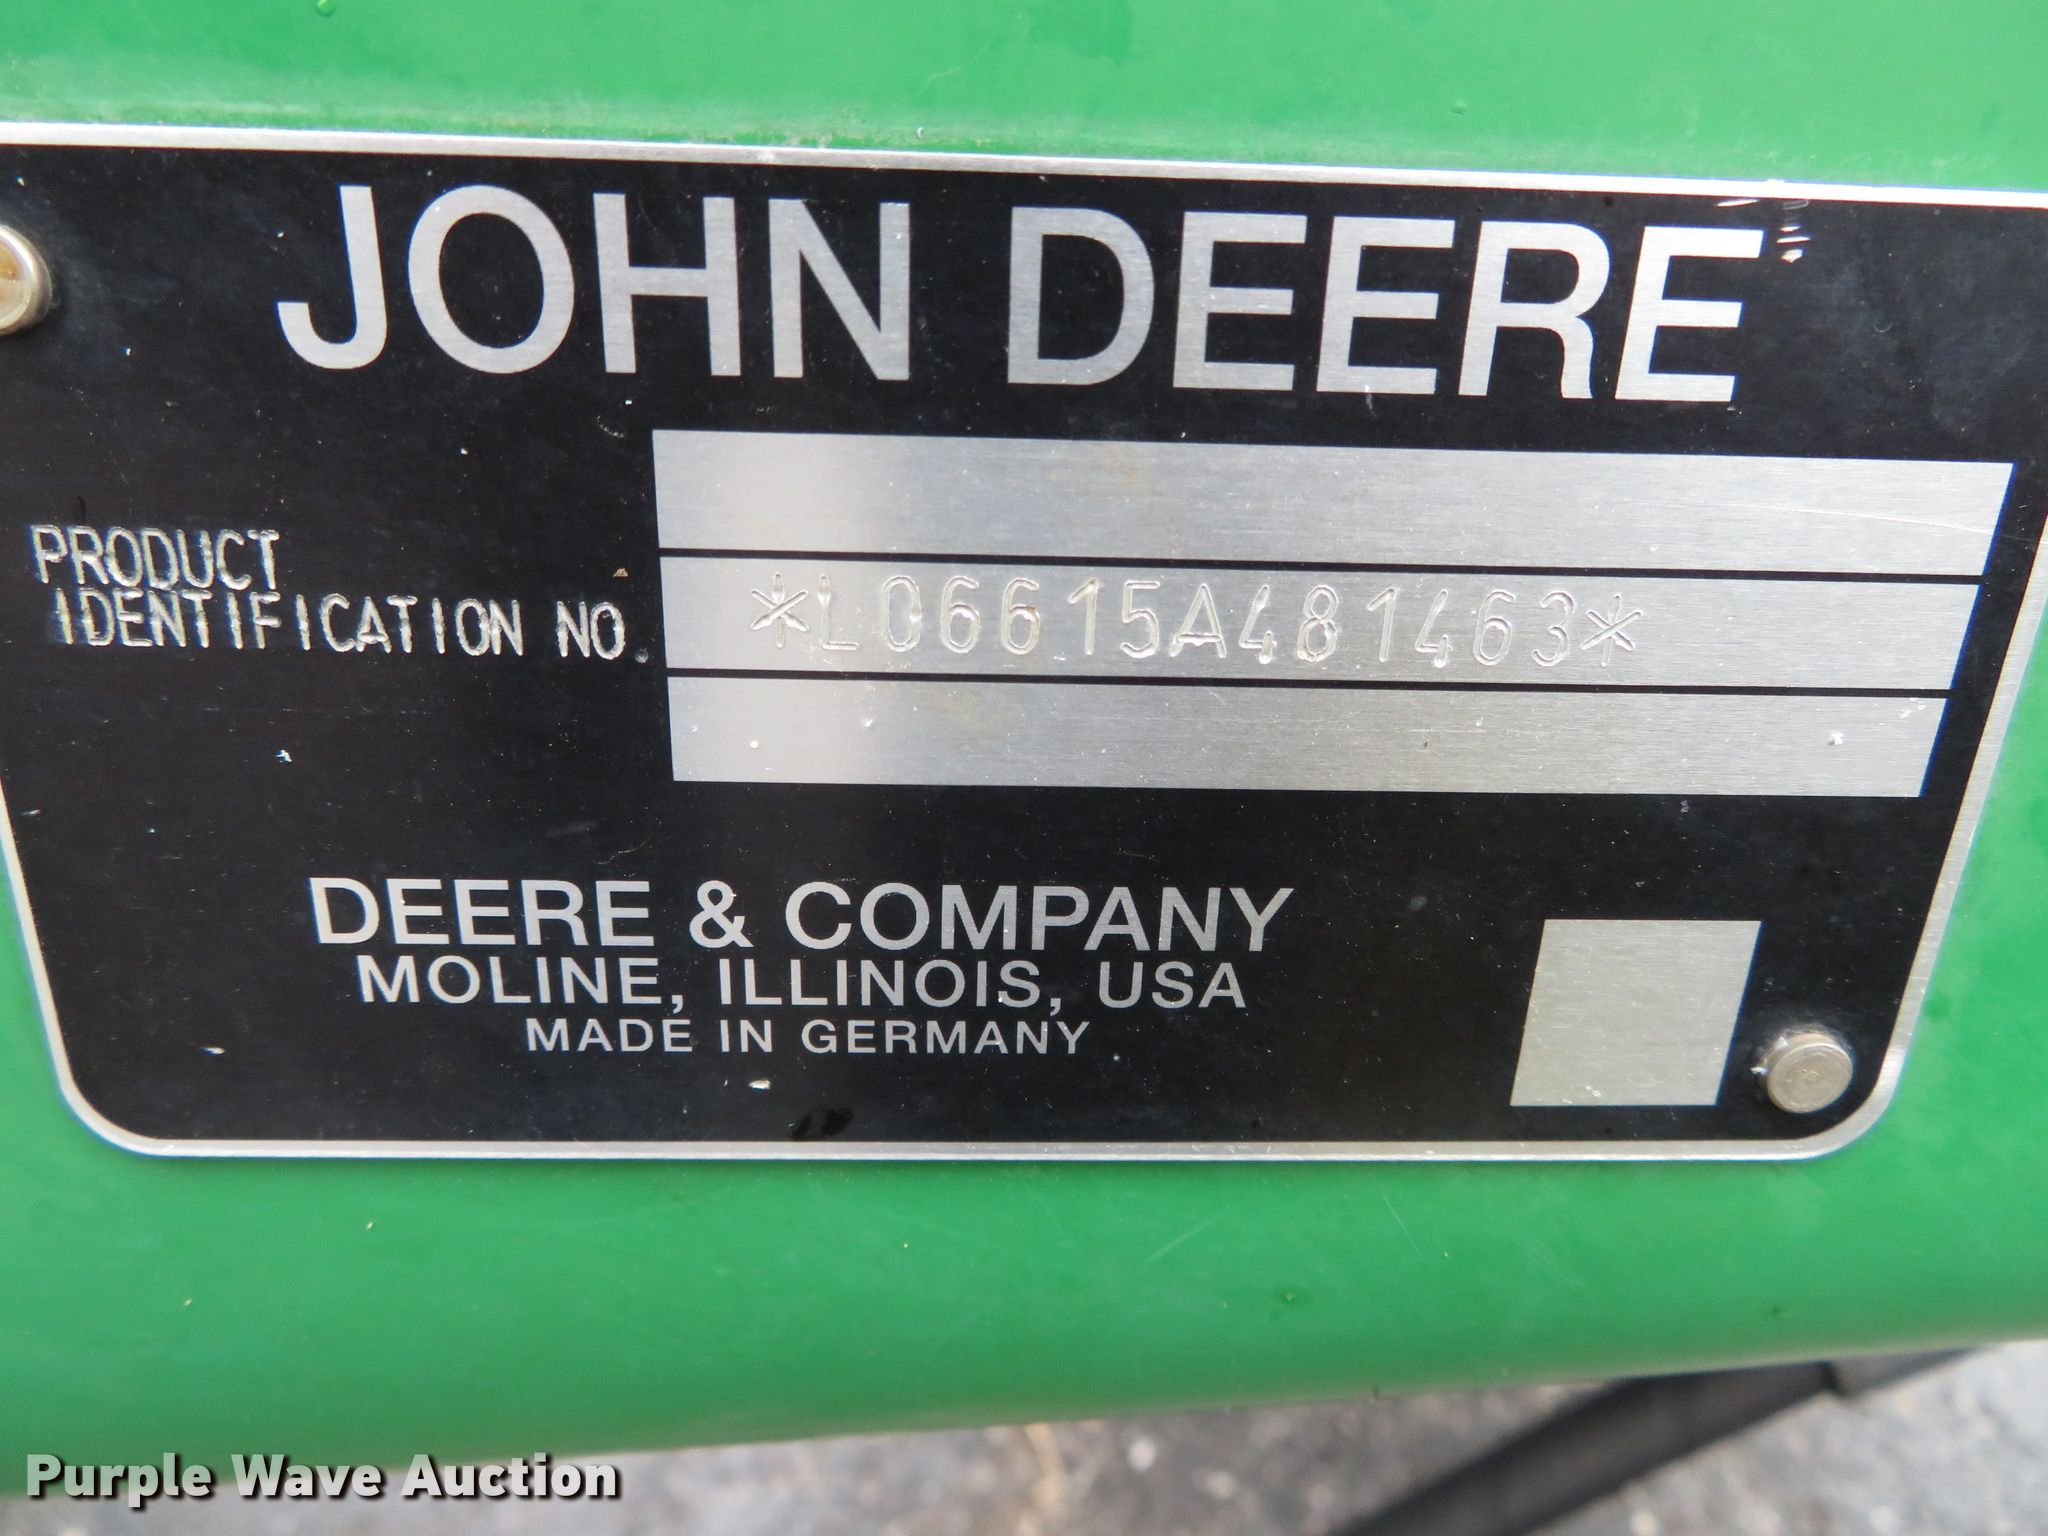 JOHN DEERE
PRODUCT
IDENTIFICATION NO.
*L06615A481463*
DEERE & COMPANY
MOLINE, ILLINOIS, USA
MADE IN GERMANY
Purple Wave Auction